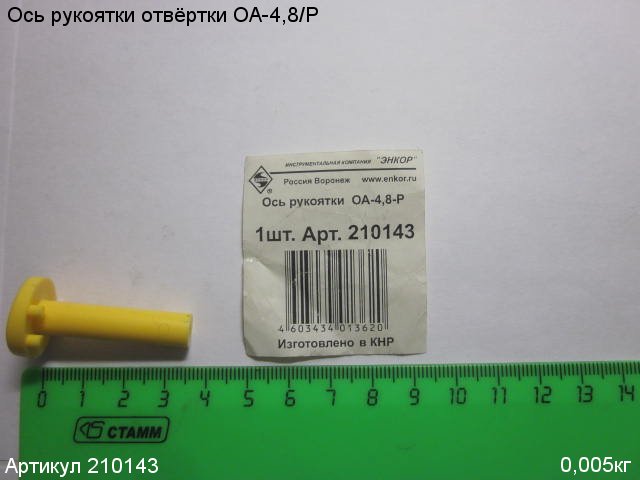 Ось рукоятки отвёртки ОА-4,8/Р
ИНСТРУМЕНТАЛЬНАЯ КОМПАНИЯ "ЭНКОР"
Россия Воронеж www.enkor.ru
®
Ось рукоятки ОА-4,8-Р
1шт. Арт. 210143
4 603434 013620
Изготовлено в КНР
0 1 2 3 4 5 6 7 8 9 10 11 12 13 14
СТАММ
Артикул 210143
0,005кг